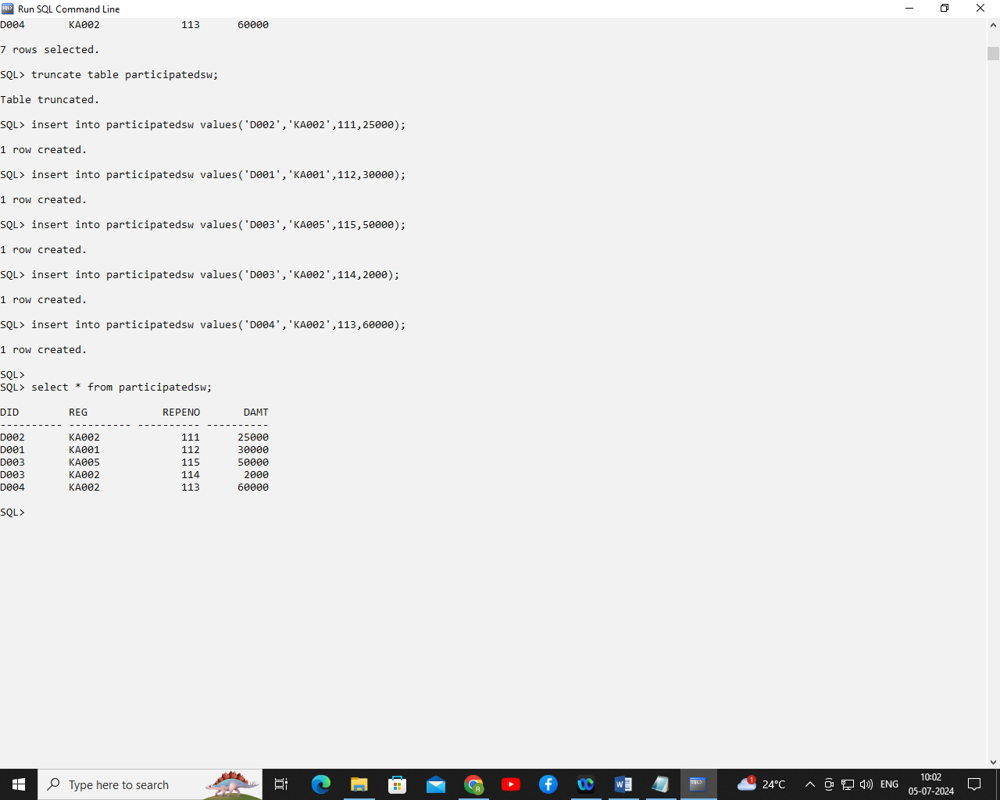 Run SQL Command Line
D004       KA002             113      60000
7 rows selected.
SQL> truncate table participatedsw;
Table truncated.
SQL> insert into participatedsw values('D002','KA002',111,25000);
1 row created.
SQL> insert into participatedsw values('D001','KA001',112,30000);
1 row created.
SQL> insert into participatedsw values('D003','KA005',115,50000);
1 row created.
SQL> insert into participatedsw values('D003','KA002',114,2000);
1 row created.
SQL> insert into participatedsw values('D004','KA002',113,60000);
1 row created.
SQL>
SQL> select * from participatedsw;
DID        REG            REPENO       DAMT
---------- ---------- ---------- ----------
D002       KA002             111      25000
D001       KA001             112      30000
D003       KA005             115      50000
D003       KA002             114       2000
D004       KA002             113      60000
SQL>
Type here to search
1
24°C
ENG
10:02
05-07-2024